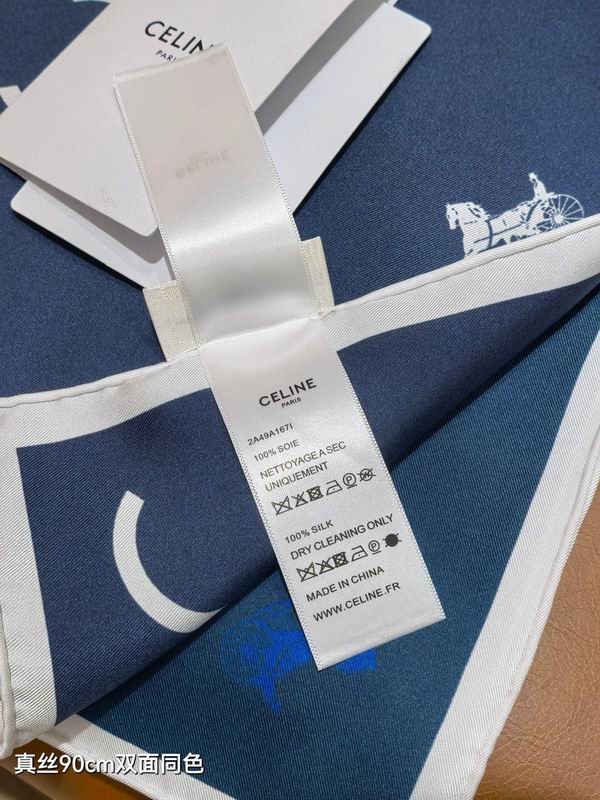 CELINE
PARIS
CELINE
CELINE
PARIS
2A49A167I
100% SOIE
NETTOYAGE A SEC
UNIQUEMENT
100% SILK
DRY CLEANING ONLY
MADE IN CHINA
WWW.CELINE.FR
真丝90cm双面同色